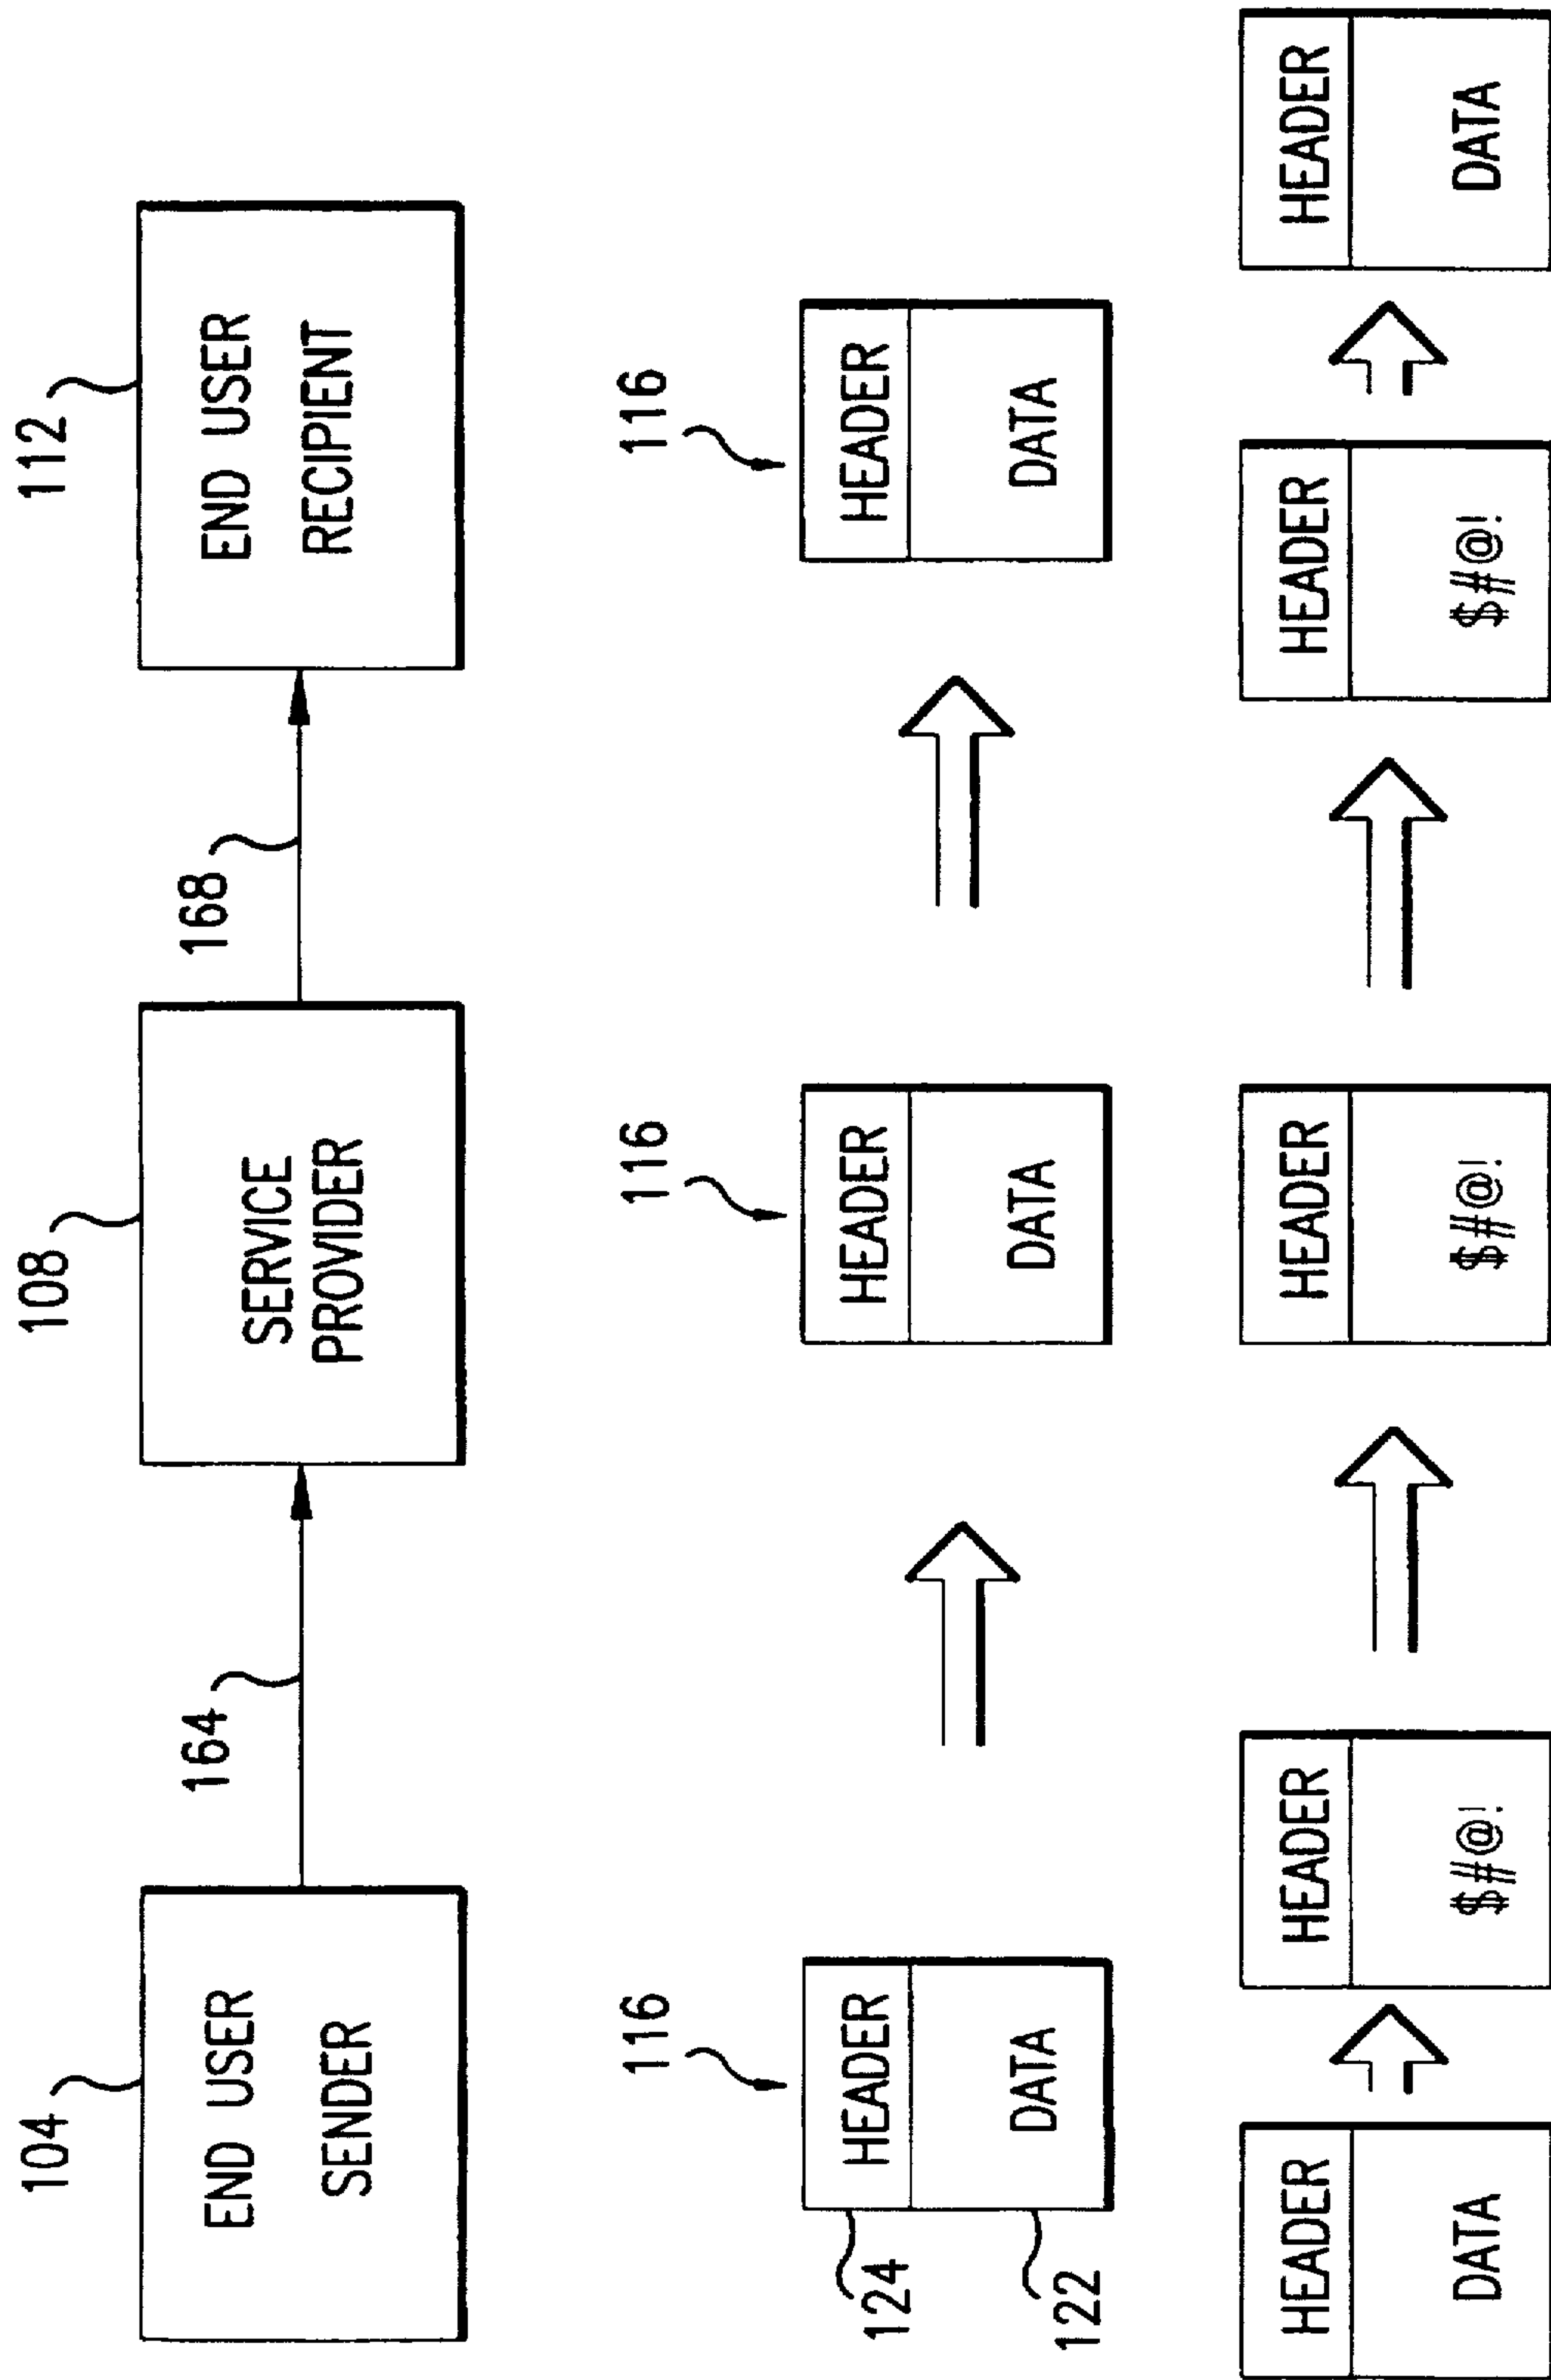 104
108
112
END USER
SENDER
164
SERVICE
PROVIDER
168
END USER
RECIPIENT
116
116
116
124
HEADER
HEADER
HEADER
122
DATA
DATA
DATA
HEADER
HEADER
HEADER
HEADER
HEADER
DATA
$#@!
$#@!
$#@!
DATA